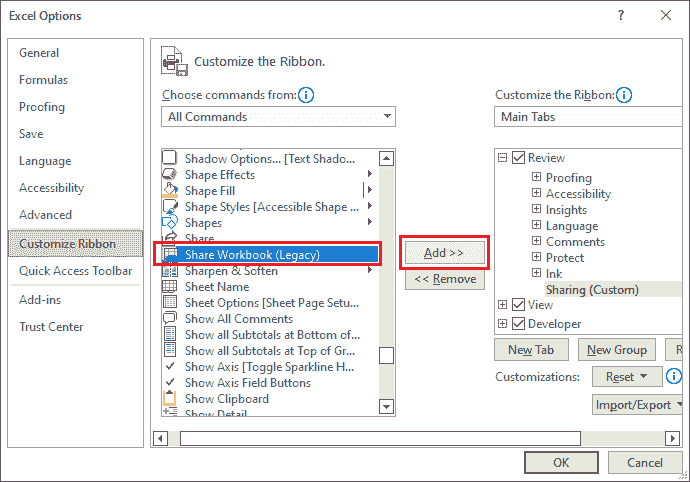 Excel Options
?
General
Formulas
Proofing
Save
Language
Accessibility
Advanced
Customize Ribbon
Quick Access Toolbar
Add-ins
Trust Center
Customize the Ribbon.
Choose commands from:
All Commands
Shadow Options... [Text Shado...
Shape Effects
Shape Fill
Shape Styles [Accessible Shape ...
Shapes
Share
Share Workbook (Legacy)
Sharpen & Soften
Sheet Name
Sheet Options [Sheet Page Setu...
Show All Comments
Show all Subtotals at Bottom of...
Show all Subtotals at Top of Gr...
Show Axis [Toggle Sparkline H...
Show Axis Field Buttons
Show Clipboard
Show Detail
Add >>
<< Remove
Customize the Ribbon:
Main Tabs
Review
Proofing
Accessibility
Insights
Language
Comments
Protect
Ink
Sharing (Custom)
View
Developer
New Tab
New Group
R
Customizations:
Reset
Import/Export
OK
Cancel